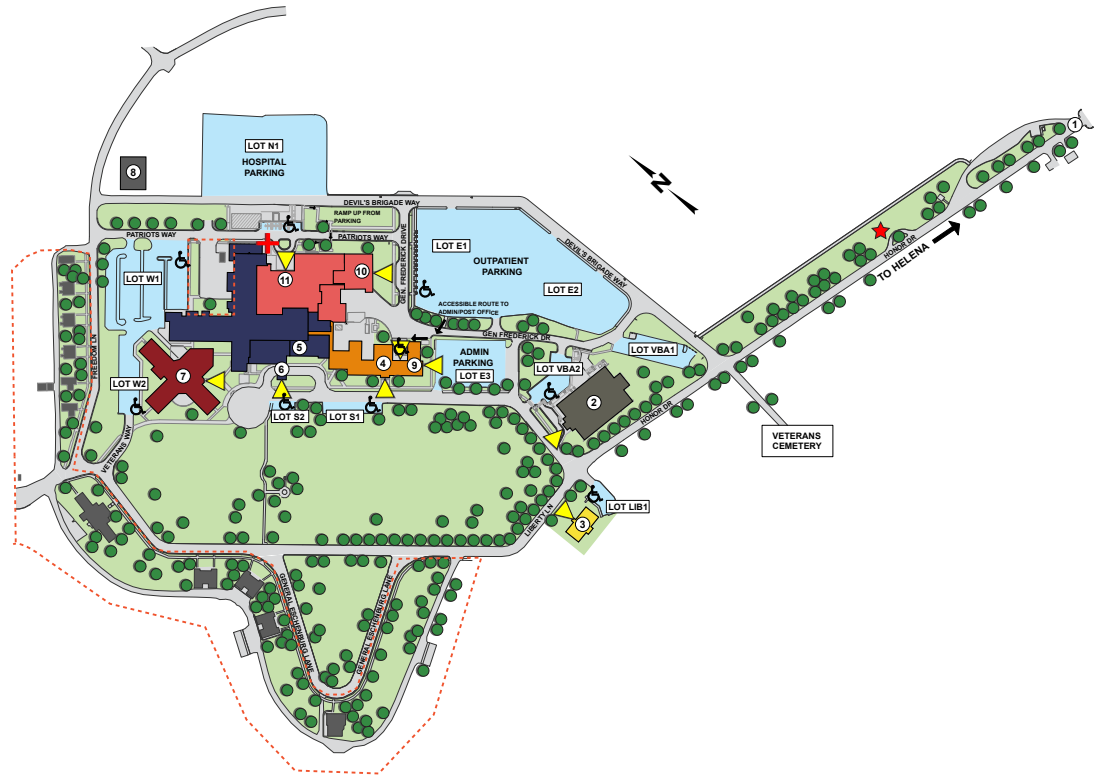 1
LOT N1
HOSPITAL
PARKING
8
DEVIL'S BRIGADE WAY
RAMP UP FROM
PARKING
PATRIOTS WAY
PATRIOTS WAY
GEN. FREDERICK DRIVE
LOT E1
OUTPATIENT
PARKING
LOT E2
DEVIL'S BRIGADE WAY
N
HONOR DR
TO HELENA
10
11
LOT W1
ACCESSIBLE ROUTE TO
ADMIN/POST OFFICE
GEN FREDERICK DR
FREEDOM LN
5
4
9
ADMIN
PARKING
LOT E3
LOT VBA1
LOT VBA2
6
7
LOT W2
LOT S2
LOT S1
2
HONOR DR
VETERANS
CEMETERY
VETERANS WAY
LIBERTY LN
LOT LIB1
3
GENERAL ESCHENBURG LANE
GENERAL ESCHENBURG LANE